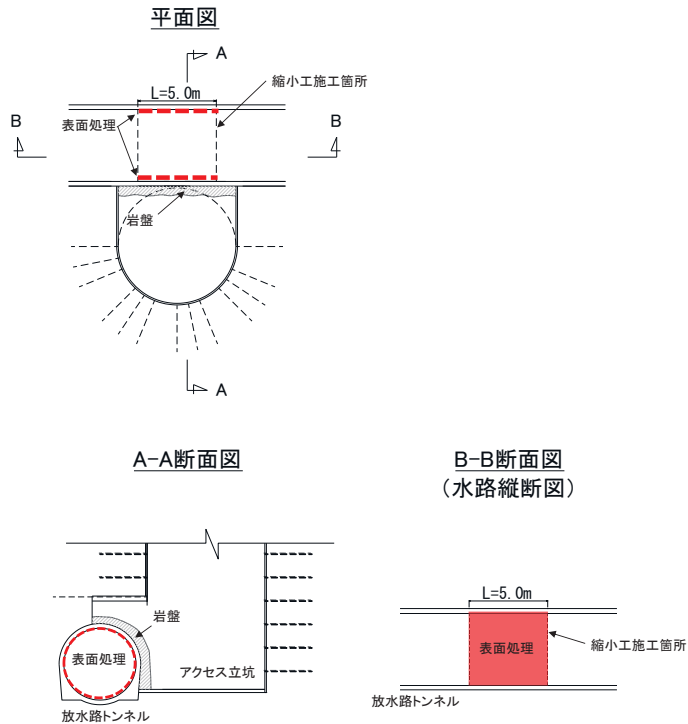 平面図
A
縮小工施工箇所
L=5.0m
B
B
表面処理
岩盤
A
A-A断面図
B-B断面図
(水路縦断図)
L=5.0m
岩盤
表面処理
表面処理
縮小工施工箇所
アクセス立坑
放水路トンネル
放水路トンネル